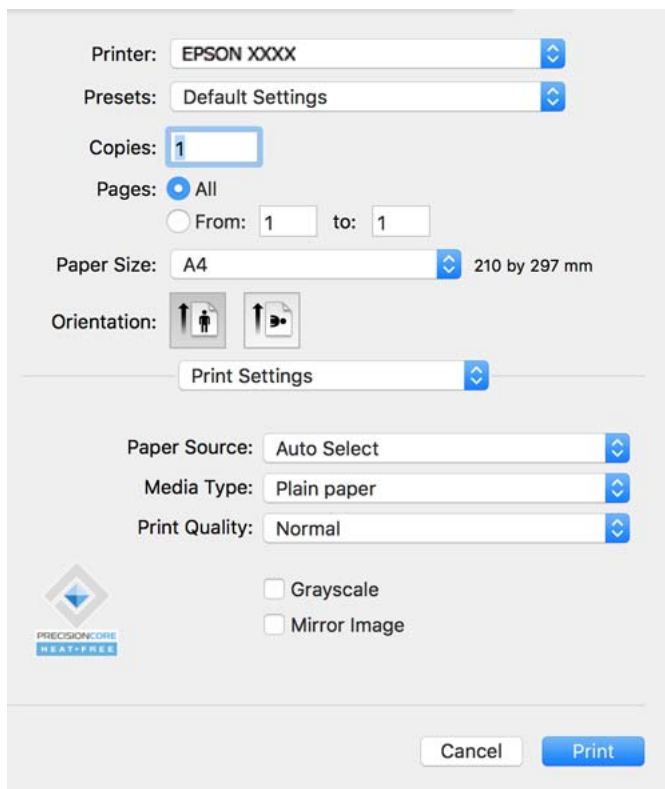 Printer: EPSON XXXX
Presets: Default Settings
Copies: 1
Pages: All
From: 1 to: 1
Paper Size: A4 210 by 297 mm
Orientation:
Print Settings
Paper Source: Auto Select
Media Type: Plain paper
Print Quality: Normal
Grayscale
Mirror Image
PRECISIONCORE
HEAT-FREE
Cancel Print